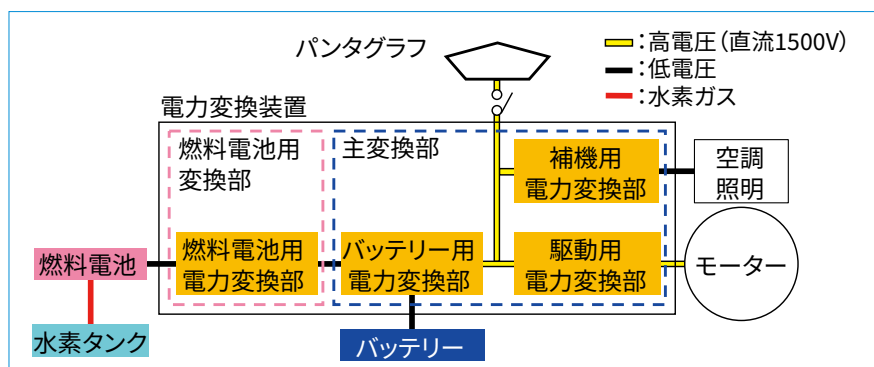 パンタグラフ
:高電圧(直流1500V)
:低電圧
:水素ガス
電力変換装置
燃料電池用
変換部
主変換部
補機用
電力変換部
空調
照明
燃料電池
燃料電池用
電力変換部
バッテリー用
電力変換部
駆動用
電力変換部
モーター
水素タンク
バッテリー